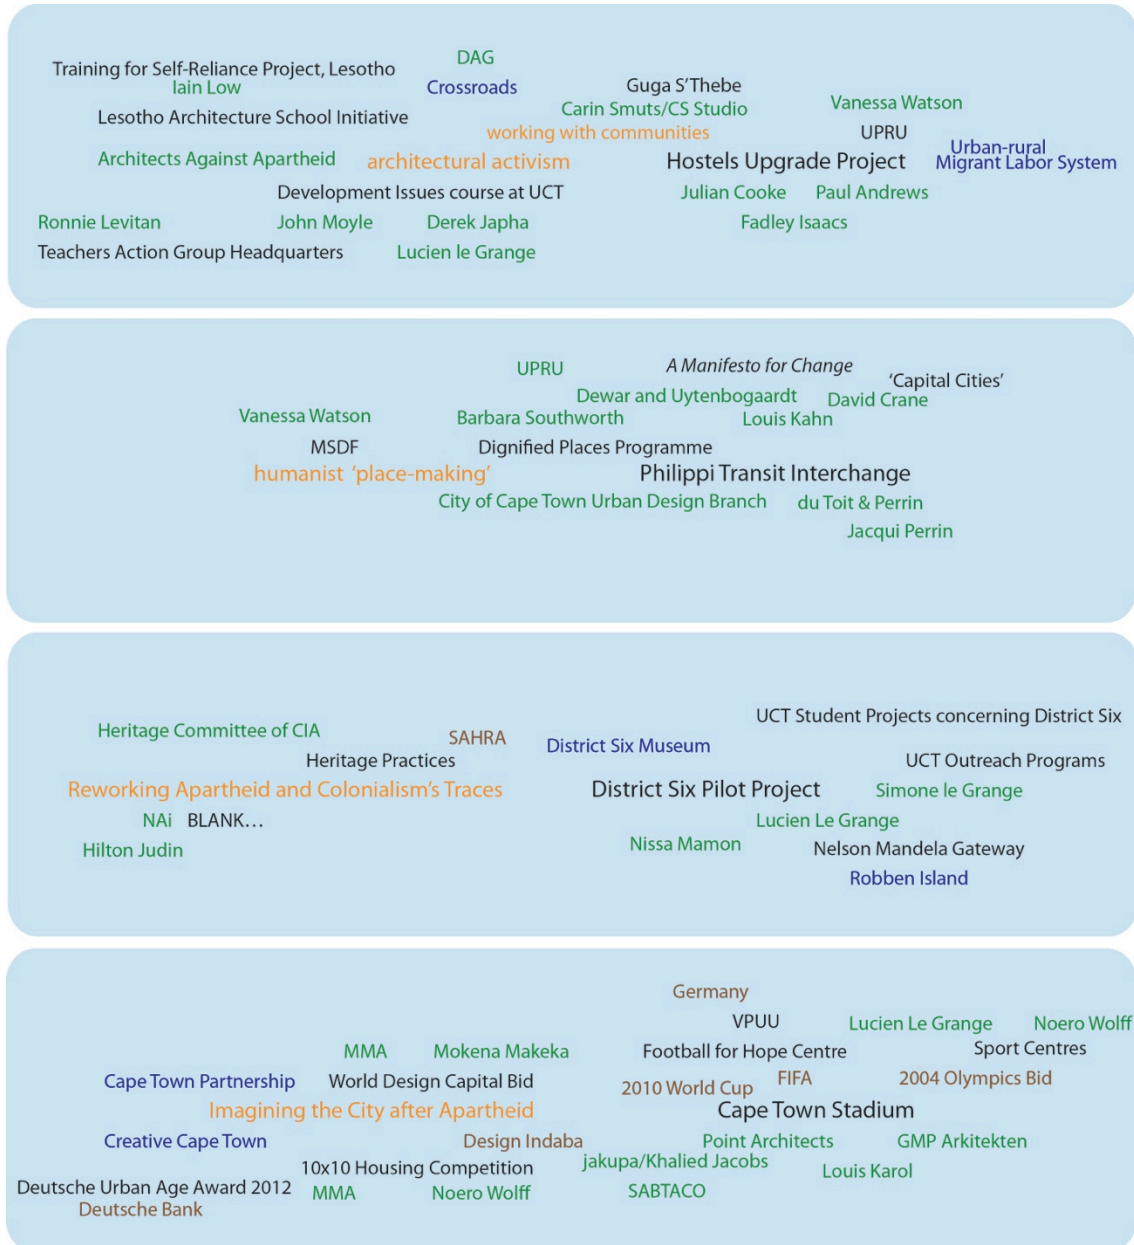 DAG
Training for Self-Reliance Project, Lesotho
Iain Low
Crossroads
Guga S'Thebe
Carin Smuts/CS Studio
Vanessa Watson
Lesotho Architecture School Initiative
working with communities
UPRU
Urban-rural
Migrant Labor System
Architects Against Apartheid
architectural activism
Hostels Upgrade Project
Development Issues course at UCT
Julian Cooke
Paul Andrews
Ronnie Levitan
John Moyle
Derek Japha
Fadley Isaacs
Teachers Action Group Headquarters
Lucien le Grange
UPRU
A Manifesto for Change
'Capital Cities'
Dewar and Uytenbogaardt
David Crane
Vanessa Watson
Barbara Southworth
Louis Kahn
MSDF
Dignified Places Programme
humanist 'place-making'
Philippi Transit Interchange
City of Cape Town Urban Design Branch
du Toit & Perrin
Jacqui Perrin
UCT Student Projects concerning District Six
Heritage Committee of CIA
SAHRA
District Six Museum
Heritage Practices
UCT Outreach Programs
Reworking Apartheid and Colonialism's Traces
District Six Pilot Project
Simone le Grange
NAi
BLANK...
Lucien Le Grange
Hilton Judin
Nissa Mamon
Nelson Mandela Gateway
Robben Island
Germany
VPUU
Lucien Le Grange
Noero Wolff
MMA
Mokena Makeka
Football for Hope Centre
Sport Centres
Cape Town Partnership
World Design Capital Bid
2010 World Cup
FIFA
2004 Olympics Bid
Imagining the City after Apartheid
Cape Town Stadium
Creative Cape Town
Design Indaba
Point Architects
GMP Arkitekten
10x10 Housing Competition
jakupa/Khalied Jacobs
Louis Karol
Deutsche Urban Age Award 2012
MMA
Noero Wolff
SABTACO
Deutsche Bank